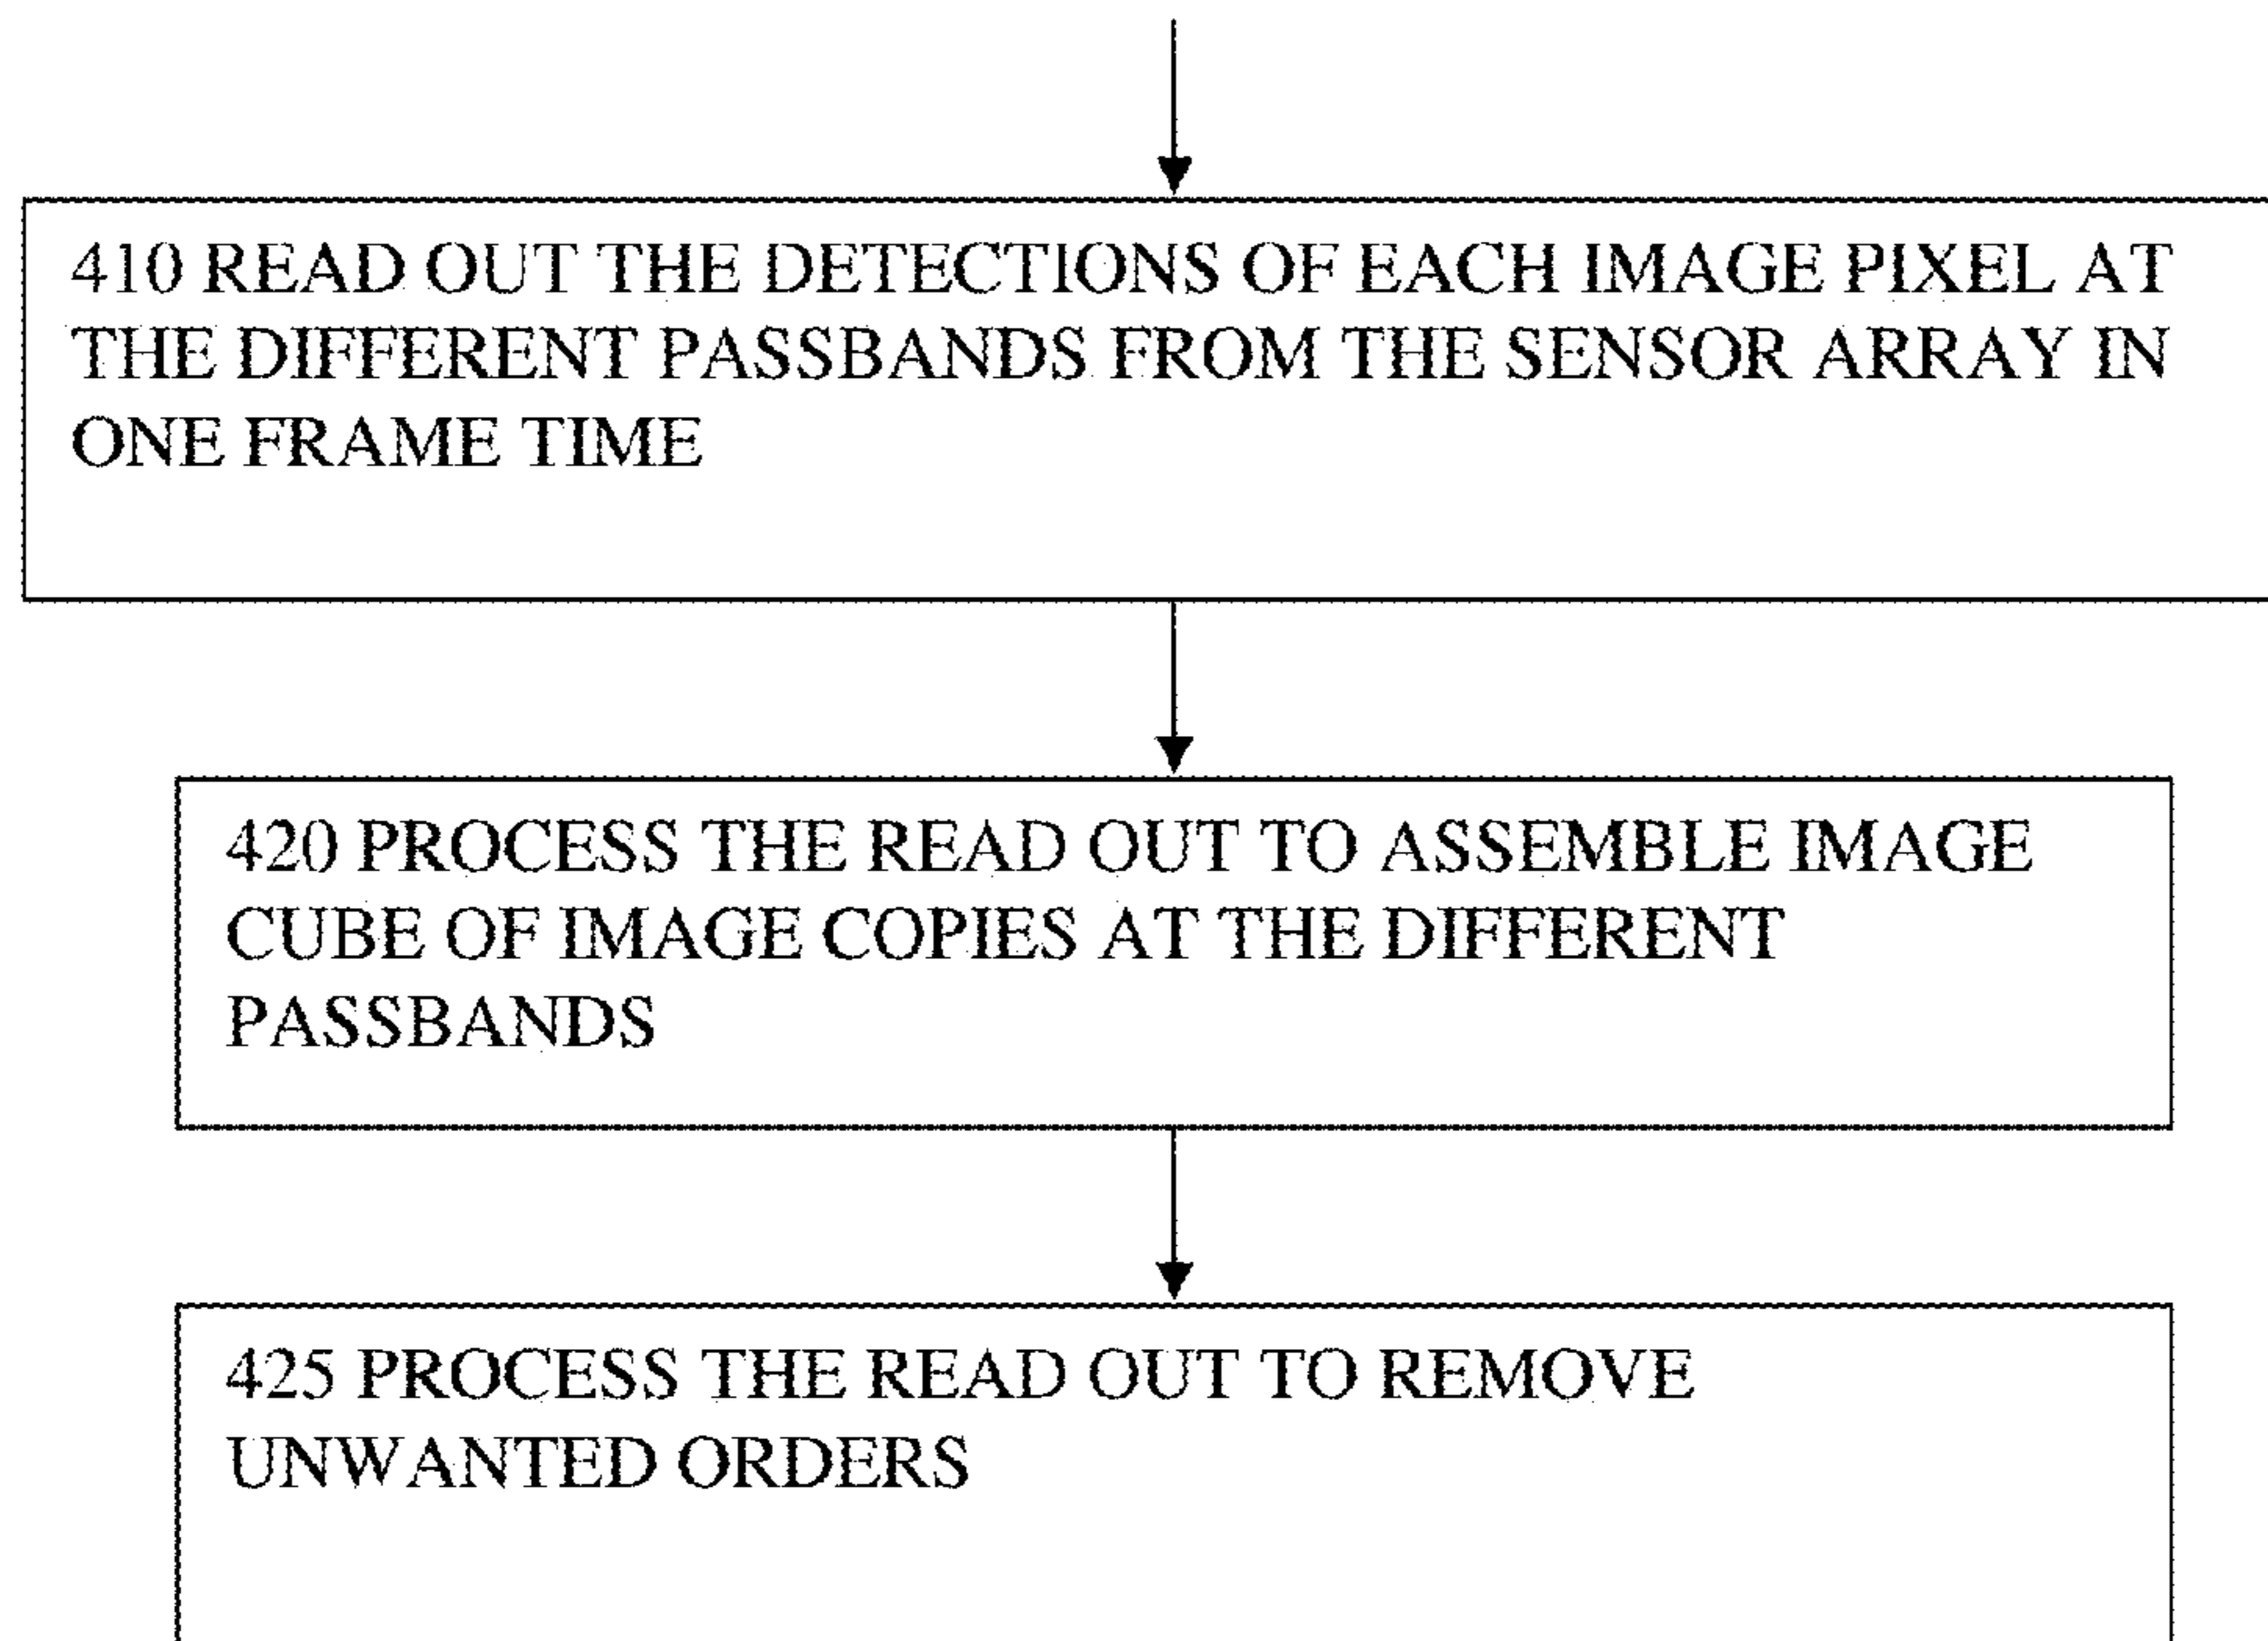 410 READ OUT THE DETECTIONS OF EACH IMAGE PIXEL AT
THE DIFFERENT PASSBANDS FROM THE SENSOR ARRAY IN
ONE FRAME TIME
420 PROCESS THE READ OUT TO ASSEMBLE IMAGE
CUBE OF IMAGE COPIES AT THE DIFFERENT
PASSBANDS
425 PROCESS THE READ OUT TO REMOVE
UNWANTED ORDERS